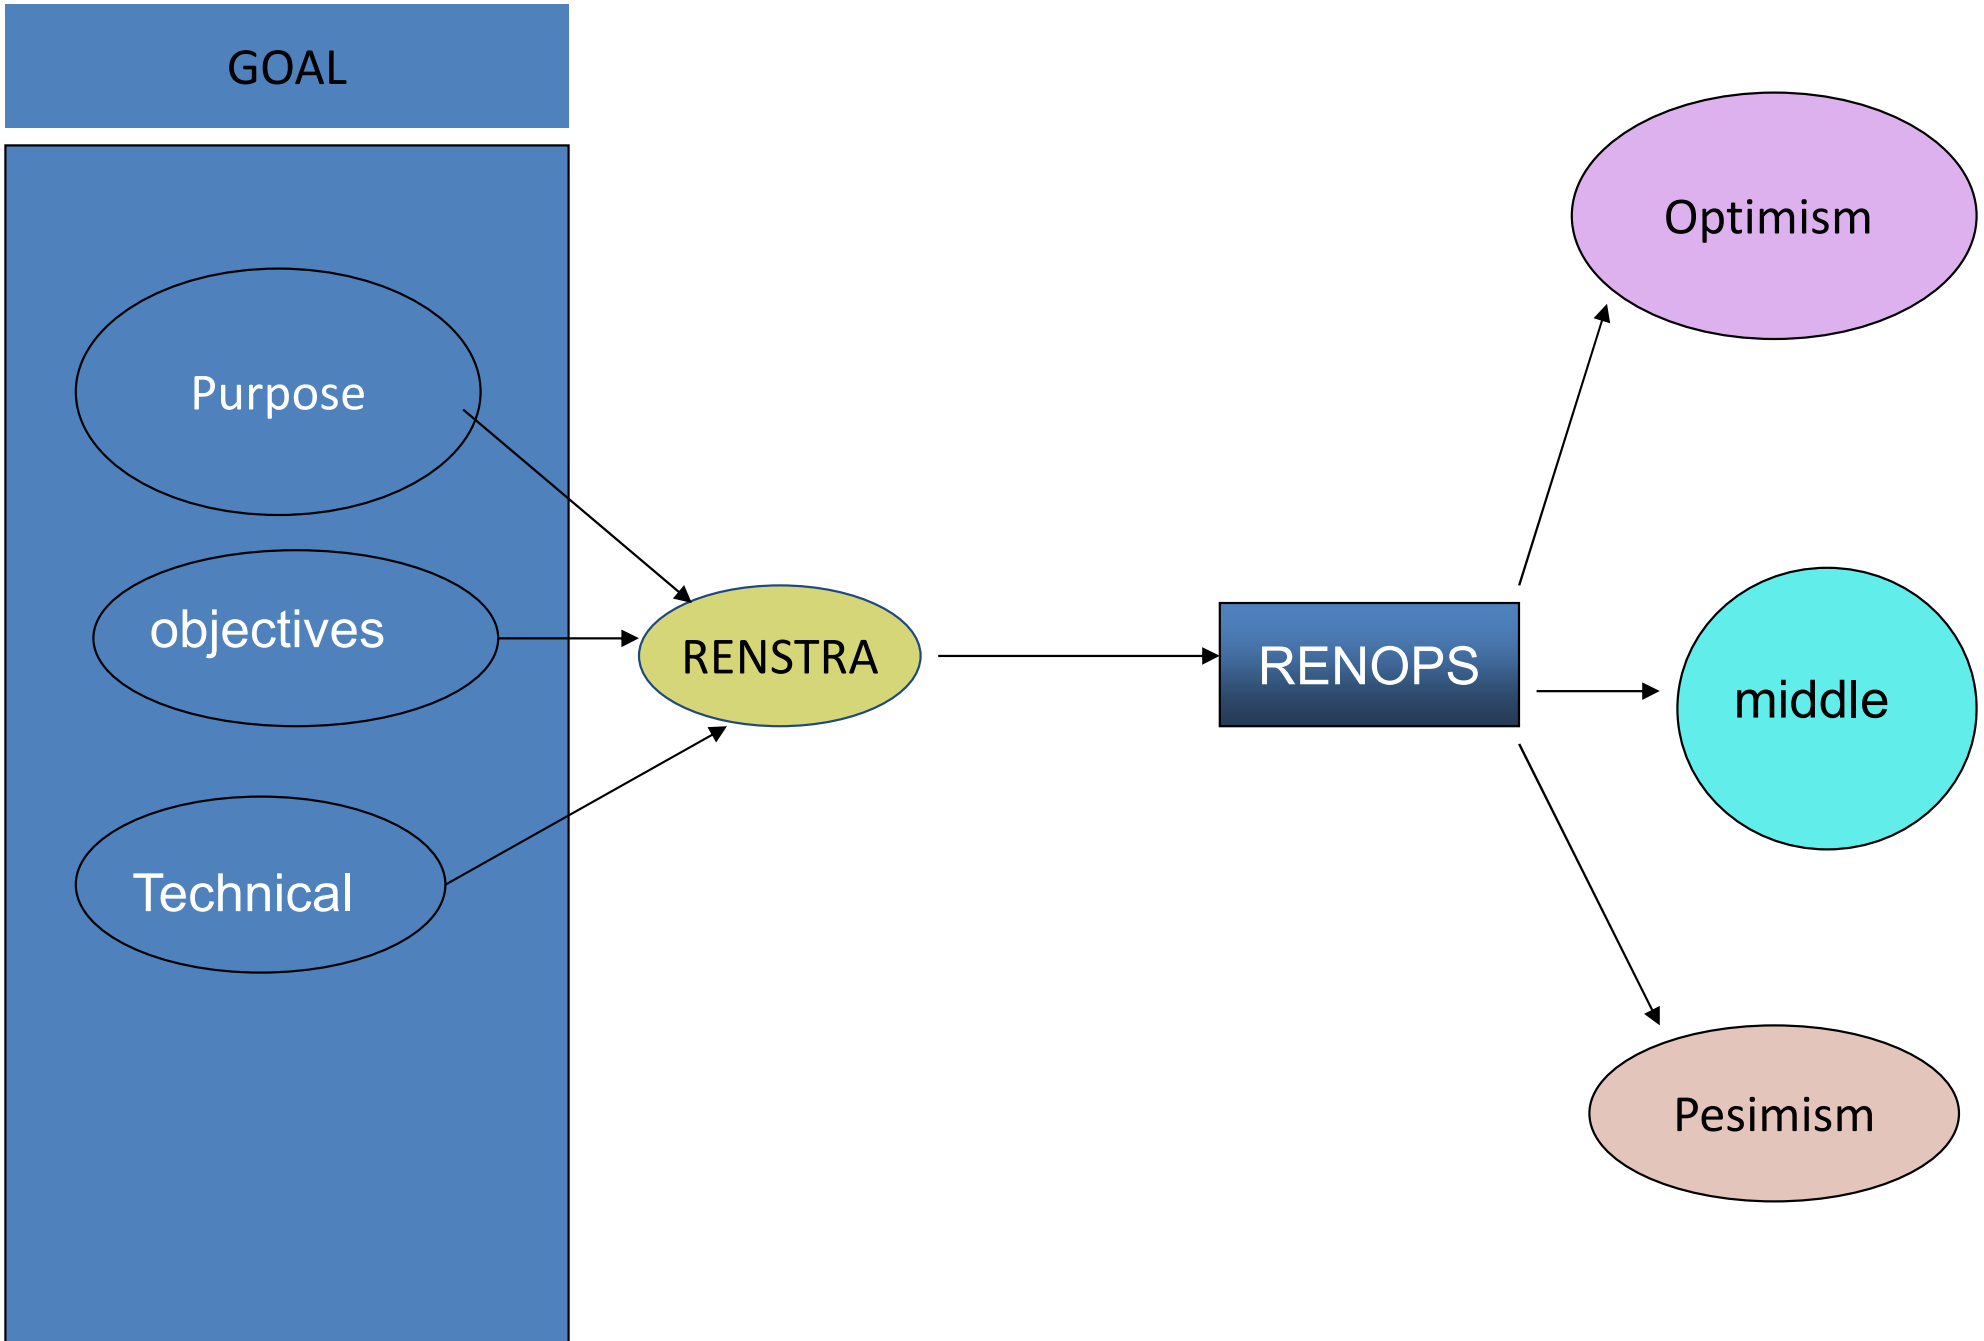 GOAL
Purpose
objectives
Technical
RENSTRA
RENOPS
Optimism
middle
Pesimism